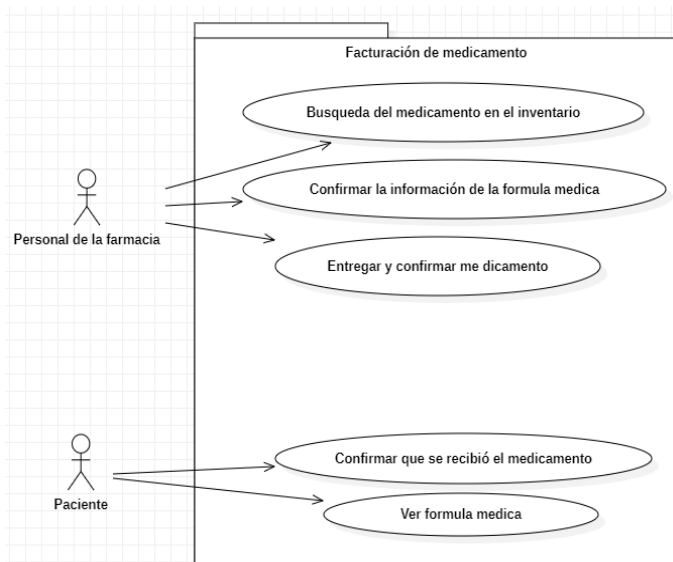 Facturación de medicamento
Busqueda del medicamento en el inventario
Confirmar la información de la formula medica
Personal de la farmacia
Entregar y confirmar me dicamento
Confirmar que se recibió el medicamento
Paciente
Ver formula medica